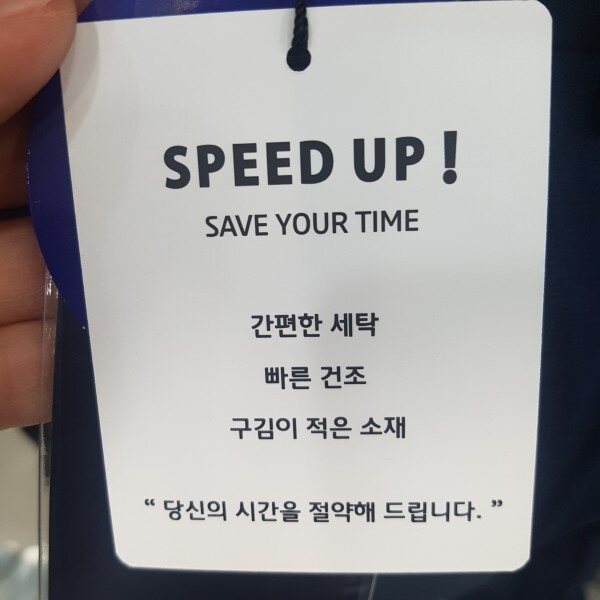 SPEED UP!
SAVE YOUR TIME
간편한 세탁
빠른 건조
구김이 적은 소재
“ 당신의 시간을 절약해 드립니다. ”